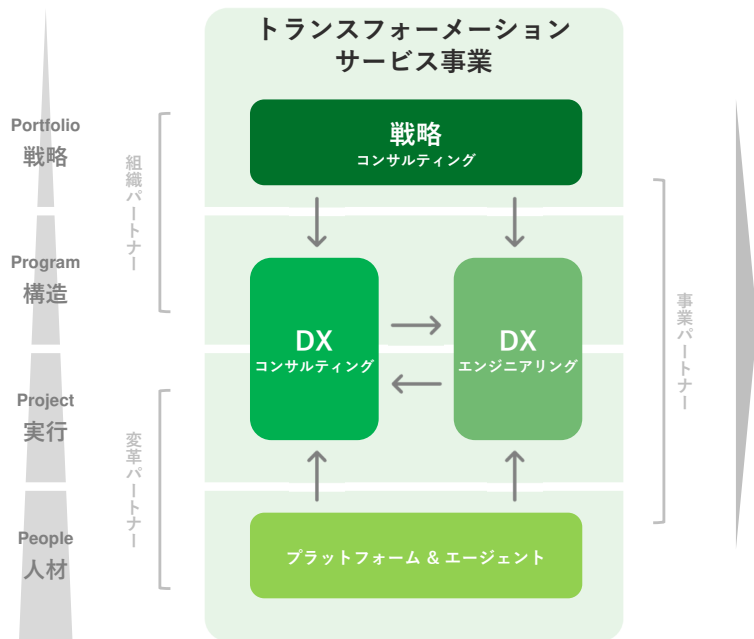 トランスフォーメーション
サービス事業
Portfolio
戦略
組織パートナー
戦略
コンサルティング
Program
構造
DX
コンサルティング
DX
エンジニアリング
事業パートナー
Project
実行
変革パートナー
People
人材
プラットフォーム & エージェント